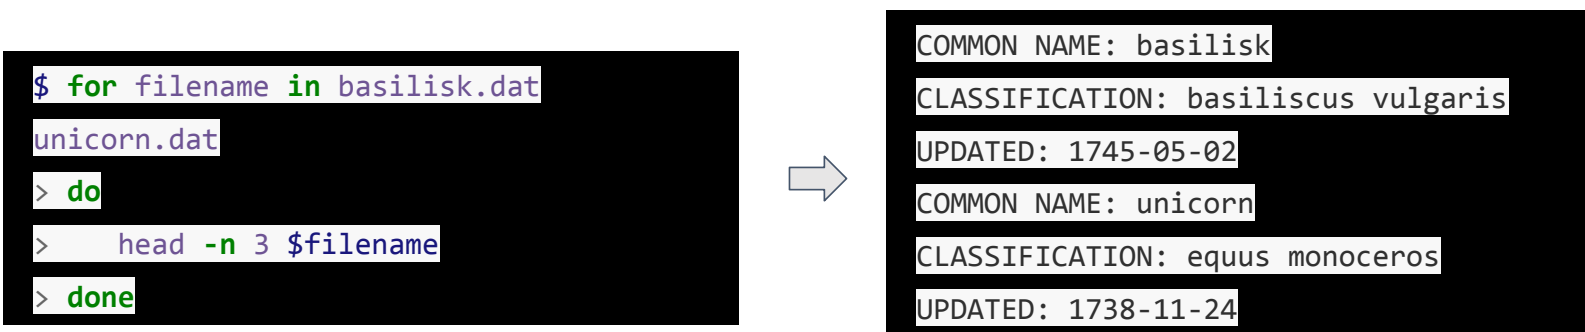 $ for filename in basilisk.dat
unicorn.dat
> do
>    head -n 3 $filename
> done
COMMON NAME: basilisk
CLASSIFICATION: basiliscus vulgaris
UPDATED: 1745-05-02
COMMON NAME: unicorn
CLASSIFICATION: equus monoceros
UPDATED: 1738-11-24